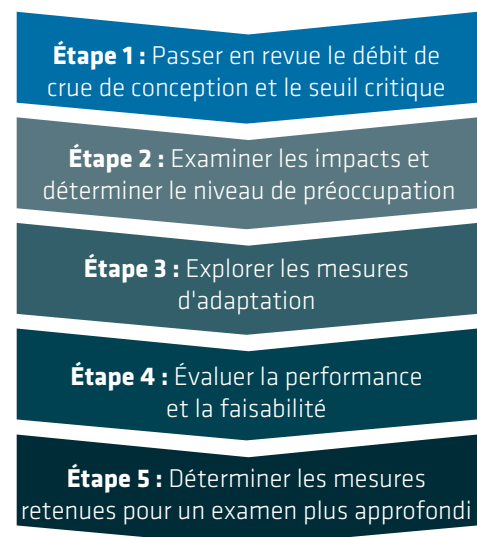 Étape 1 : Passer en revue le débit de
crue de conception et le seuil critique
Étape 2 : Examiner les impacts et
déterminer le niveau de préoccupation
Étape 3 : Explorer les mesures
d'adaptation
Étape 4 : Évaluer la performance
et la faisabilité
Étape 5 : Déterminer les mesures
retenues pour un examen plus approfondi